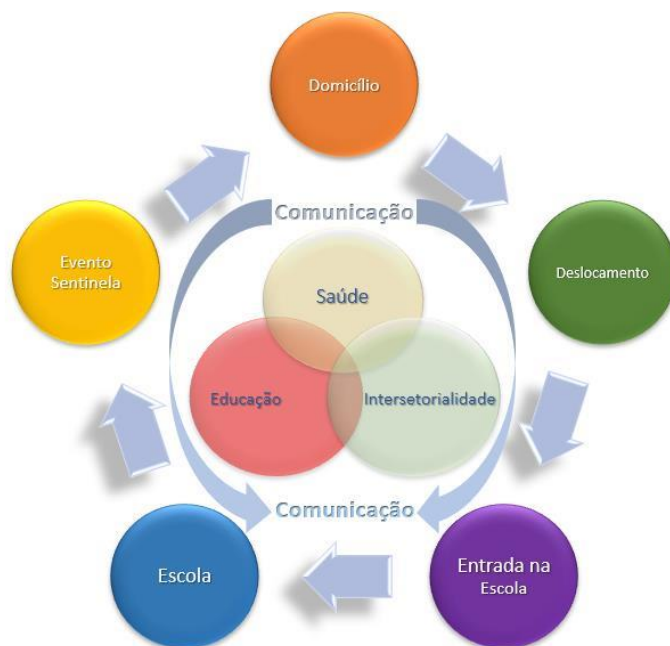 Domicílio
Comunicação
Evento
Sentinela
Deslocamento
Saúde
Educação
Intersetorialidade
Comunicação
Escola
Entrada na
Escola